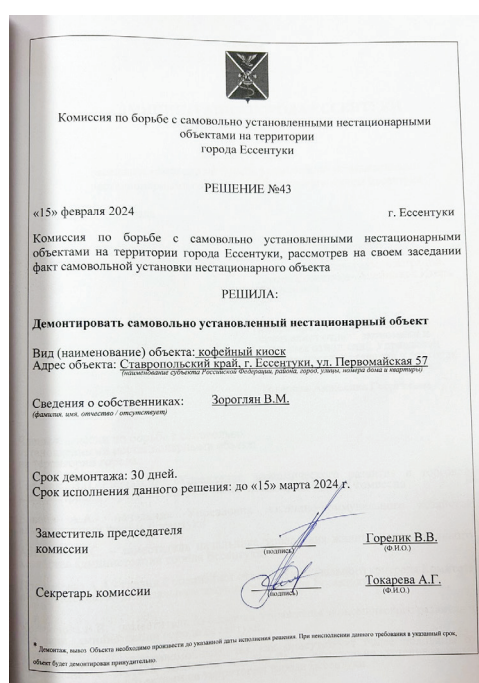 Комиссия по борьбе с самовольно установленными нестационарными
объектами на территории
города Ессентуки
РЕШЕНИЕ №43
«15» февраля 2024 г. Ессентуки
Комиссия по борьбе с самовольно установленными нестационарными
объектами на территории города Ессентуки, рассмотрев на своем заседании
факт самовольной установки нестационарного объекта
РЕШИЛА:
Демонтировать самовольно установленный нестационарный объект
Вид (наименование) объекта: кофейный киоск
Адрес объекта: Ставропольский край, г. Ессентуки, ул. Первомайская 57
(наименование субъекта Российской Федерации, района, город, улицы, номера дома и квартиры)
Сведения о собственниках: Зороглян В.М.
(фамилия, имя, отчество / отсутствует)
Срок демонтажа: 30 дней.
Срок исполнения данного решения: до «15» марта 2024 г.
Заместитель председателя
комиссии Горелик В.В.
(подпись) (Ф.И.О.)
Секретарь комиссии Токарева А.Г.
(подпись) (Ф.И.О.)
* Демонтаж, вывоз. Объекта необходимо произвести до указанной даты исполнения решения. При неисполнении данного требования в указанный срок,
объект будет демонтирован принудительно.